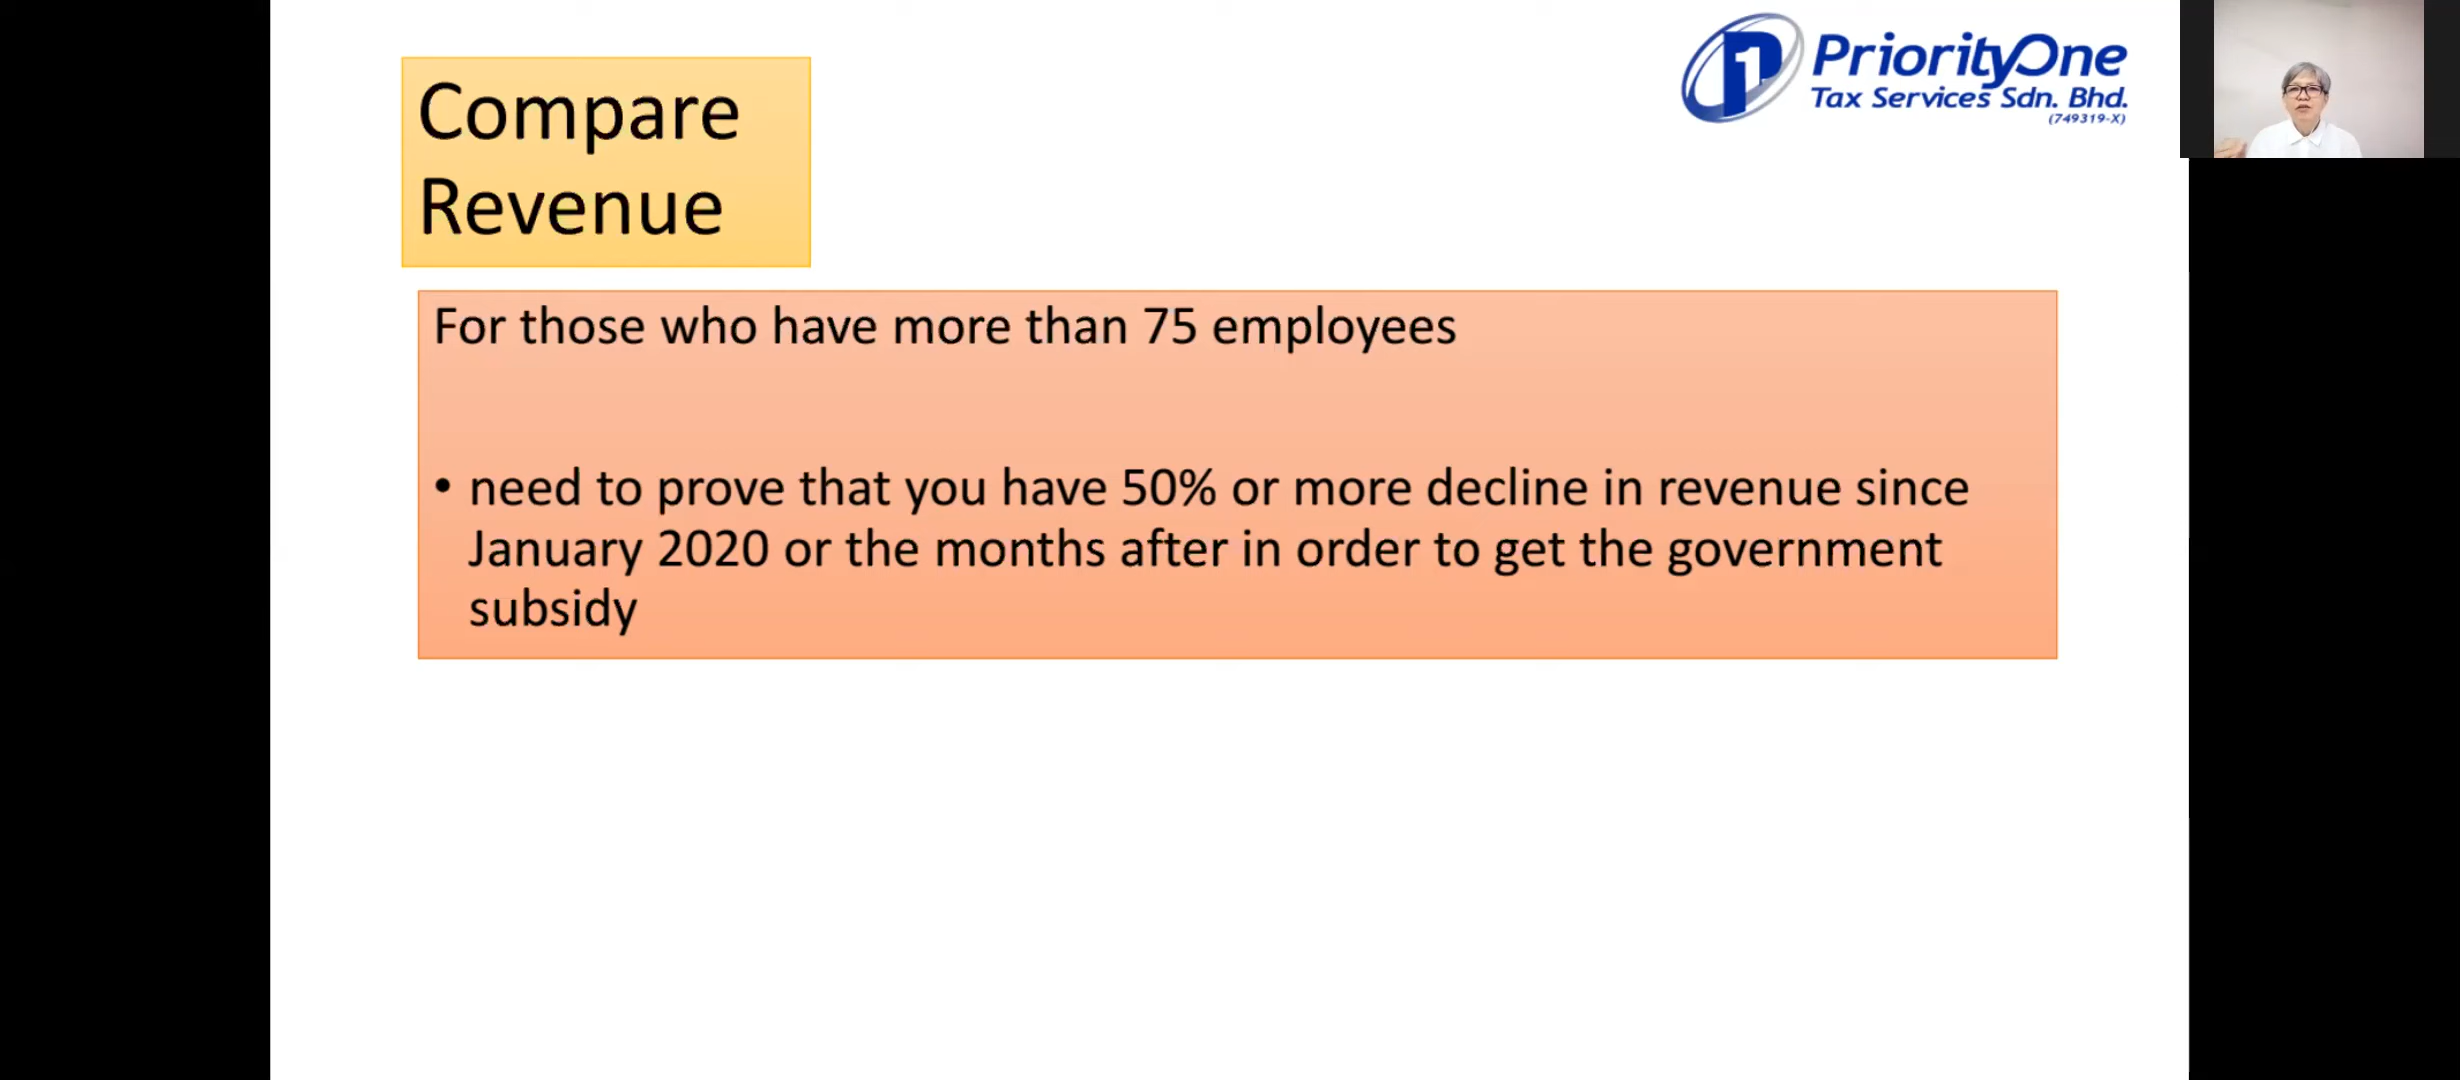 Compare
Revenue
PriorityOne
Tax Services Sdn. Bhd.
(749319-X)
For those who have more than 75 employees
• need to prove that you have 50% or more decline in revenue since
January 2020 or the months after in order to get the government
subsidy